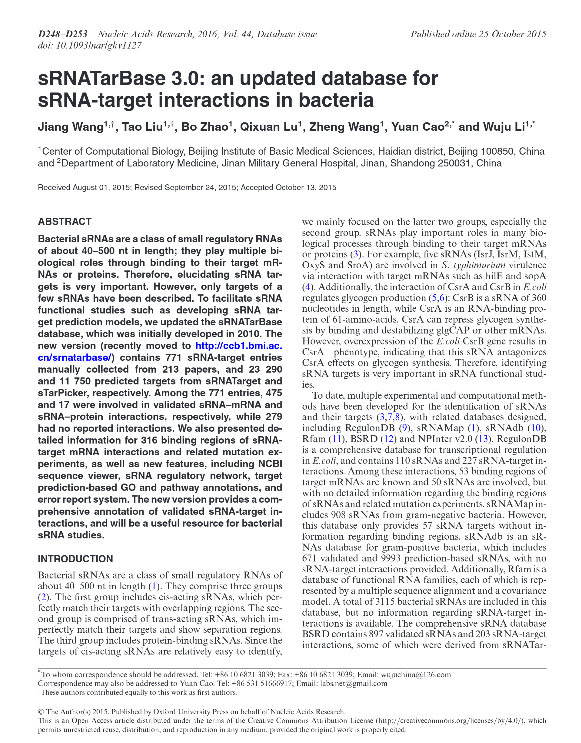 D248–D253 Nucleic Acids Research, 2016, Vol. 44, Database issue Published online 25 October 2015
doi: 10.1093/nar/gkv1127
sRNATarBase 3.0: an updated database for
sRNA-target interactions in bacteria
Jiang Wang1,†, Tao Liu1,†, Bo Zhao1, Qixuan Lu1, Zheng Wang1, Yuan Cao2,* and Wuju Li1,*
1Center of Computational Biology, Beijing Institute of Basic Medical Sciences, Haidian district, Beijing 100850, China
and 2Department of Laboratory Medicine, Jinan Military General Hospital, Jinan, Shandong 250031, China
Received August 01, 2015; Revised September 24, 2015; Accepted October 13, 2015
ABSTRACT
Bacterial sRNAs are a class of small regulatory RNAs
of about 40–500 nt in length; they play multiple bi-
ological roles through binding to their target mR-
NAs or proteins. Therefore, elucidating sRNA tar-
gets is very important. However, only targets of a
few sRNAs have been described. To facilitate sRNA
functional studies such as developing sRNA tar-
get prediction models, we updated the sRNATarBase
database, which was initially developed in 2010. The
new version (recently moved to http://ccb1.bmi.ac.
cn/srnatarbase/) contains 771 sRNA-target entries
manually collected from 213 papers, and 23 290
and 11 750 predicted targets from sRNATarget and
sTarPicker, respectively. Among the 771 entries, 475
and 17 were involved in validated sRNA–mRNA and
sRNA–protein interactions, respectively, while 279
had no reported interactions. We also presented de-
tailed information for 316 binding regions of sRNA-
target mRNA interactions and related mutation ex-
periments, as well as new features, including NCBI
sequence viewer, sRNA regulatory network, target
prediction-based GO and pathway annotations, and
error report system. The new version provides a com-
prehensive annotation of validated sRNA-target in-
teractions, and will be a useful resource for bacterial
sRNA studies.
INTRODUCTION
Bacterial sRNAs are a class of small regulatory RNAs of
about 40–500 nt in length (1). They comprise three groups
(2). The first group includes cis-acting sRNAs, which per-
fectly match their targets with overlapping regions. The sec-
ond group is comprised of trans-acting sRNAs, which im-
perfectly match their targets and show separation regions.
The third group includes protein-binding sRNAs. Since the
targets of cis-acting sRNAs are relatively easy to identify,
we mainly focused on the latter two groups, especially the
second group. sRNAs play important roles in many bio-
logical processes through binding to their target mRNAs
or proteins (3). For example, five sRNAs (IsrJ, IsrM, IstM,
OxyS and SroA) are involved in S. typhimurium virulence
via interaction with target mRNAs such as hilE and sopA
(4). Additionally, the interaction of CsrA and CsrB in E.coli
regulates glycogen production (5,6); CsrB is a sRNA of 360
nucleotides in length, while CsrA is an RNA-binding pro-
tein of 61-amino-acids. CsrA can repress glycogen synthe-
sis by binding and destabilizing glgCAP or other mRNAs.
However, overexpression of the E.coli CsrB gene results in
CsrA phenotype, indicating that this sRNA antagonizes
CsrA effects on glycogen synthesis. Therefore, identifying
sRNA targets is very important in sRNA functional stud-
ies.
To date, multiple experimental and computational meth-
ods have been developed for the identification of sRNAs
and their targets (3,7,8), with related databases designed,
including RegulonDB (9), sRNAMap (1), sRNAdb (10),
Rfam (11), BSRD (12) and NPInter v2.0 (13). RegulonDB
is a comprehensive database for transcriptional regulation
in E.coli, and contains 110 sRNAs and 227 sRNA-target in-
teractions. Among these interactions, 53 binding regions of
target mRNAs are known and 50 sRNAs are involved, but
with no detailed information regarding the binding regions
of sRNAs and related mutation experiments. sRNAMap in-
cludes 908 sRNAs from gram-negative bacteria. However,
this database only provides 57 sRNA targets without in-
formation regarding binding regions. sRNAdb is an sR-
NAs database for gram-positive bacteria, which includes
671 validated and 9993 prediction-based sRNAs, with no
sRNA-target interactions provided. Additionally, Rfam is a
database of functional RNA families, each of which is rep-
resented by a multiple sequence alignment and a covariance
model. A total of 3115 bacterial sRNAs are included in this
database, but no information regarding sRNA-target in-
teractions is available. The comprehensive sRNA database
BSRD contains 897 validated sRNAs and 203 sRNA-target
interactions, some of which were derived from sRNATar-
*To whom correspondence should be addressed. Tel: +86 10 6821 3039; Fax: +86 10 6821 3039; Email: wujuchina@126.com
Correspondence may also be addressed to Yuan Cao. Tel: +86 531 51666917; Email: labsnet@gmail.com
These authors contributed equally to this work as first authors.
© The Author(s) 2015. Published by Oxford University Press on behalf of Nucleic Acids Research.
This is an Open Access article distributed under the terms of the Creative Commons Attribution License (http://creativecommons.org/licenses/by/4.0/), which
permits unrestricted reuse, distribution, and reproduction in any medium, provided the original work is properly cited.